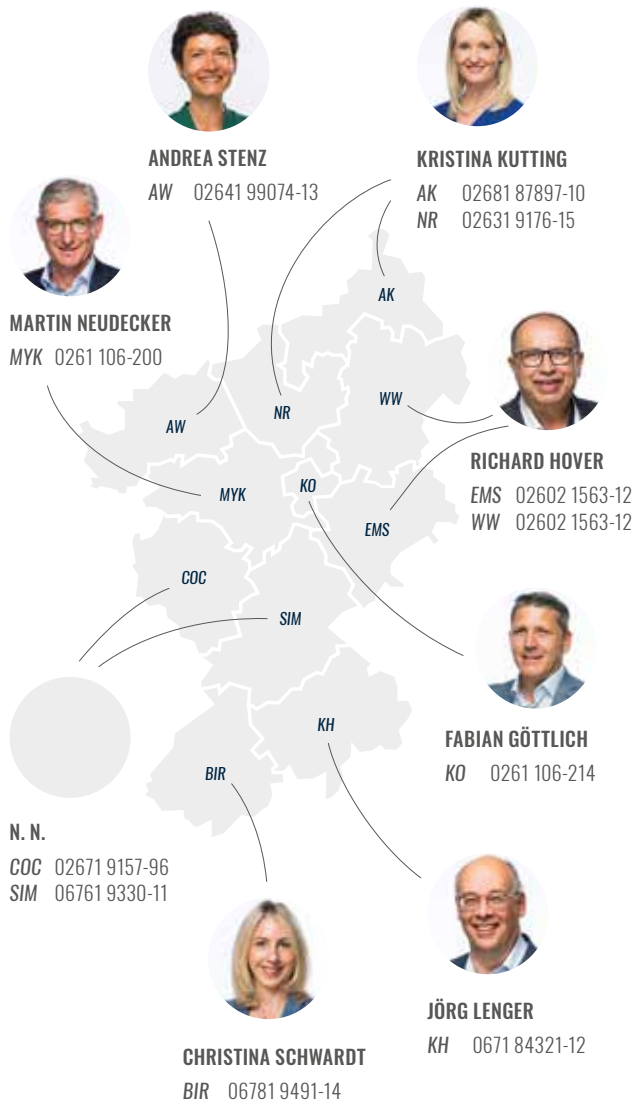 ANDREA STENZ
AW 02641 99074-13
KRISTINA KUTTING
AK 02681 87897-10
NR 02631 9176-15
MARTIN NEUDECKER
MYK 0261 106-200
AK
WW
NR
AW
RICHARD HOVER
EMS 02602 1563-12
WW 02602 1563-12
KO
MYK
EMS
COC
SIM
FABIAN GÖTTLICH
KO 0261 106-214
KH
BIR
N. N.
COC 02671 9157-96
SIM 06761 9330-11
JÖRG LENGER
KH 0671 84321-12
CHRISTINA SCHWARDT
BIR 06781 9491-14